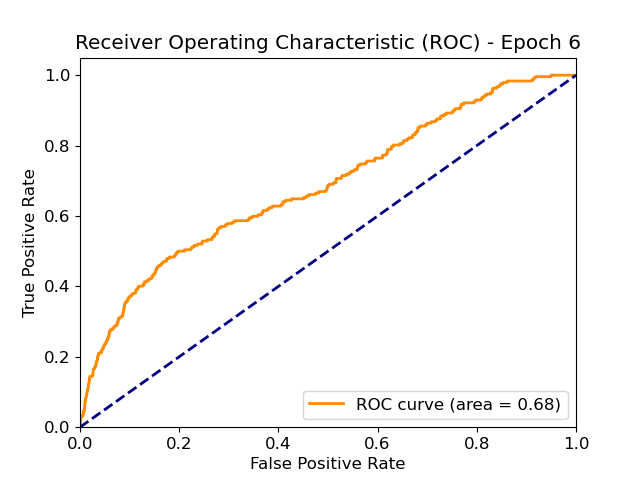 Receiver Operating Characteristic (ROC) - Epoch 6
True Positive Rate
1.0
0.8
0.6
0.4
0.2
0.0
ROC curve (area = 0.68)
0.0 0.2 0.4 0.6 0.8 1.0
False Positive Rate